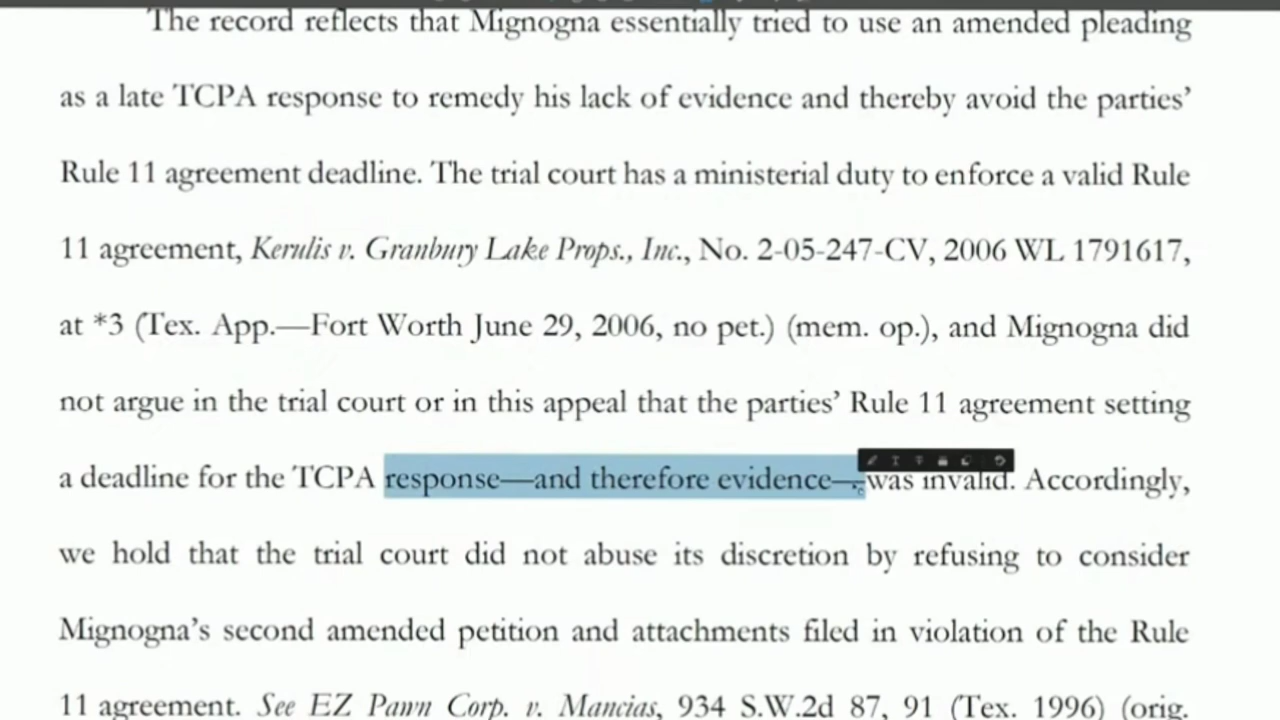 The record reflects that Mignogna essentially tried to use an amended pleading
as a late TCPA response to remedy his lack of evidence and thereby avoid the parties’
Rule 11 agreement deadline. The trial court has a ministerial duty to enforce a valid Rule
11 agreement, Kerulis v. Granbury Lake Props., Inc., No. 2-05-247-CV, 2006 WL 1791617,
at *3 (Tex. App.—Fort Worth June 29, 2006, no pet.) (mem. op.), and Mignogna did
not argue in the trial court or in this appeal that the parties’ Rule 11 agreement setting
a deadline for the TCPA response—and therefore evidence—was invalid. Accordingly,
we hold that the trial court did not abuse its discretion by refusing to consider
Mignogna’s second amended petition and attachments filed in violation of the Rule
11 agreement. See EZ Pawn Corp. v. Mancias, 934 S.W.2d 87, 91 (Tex. 1996) (orig.